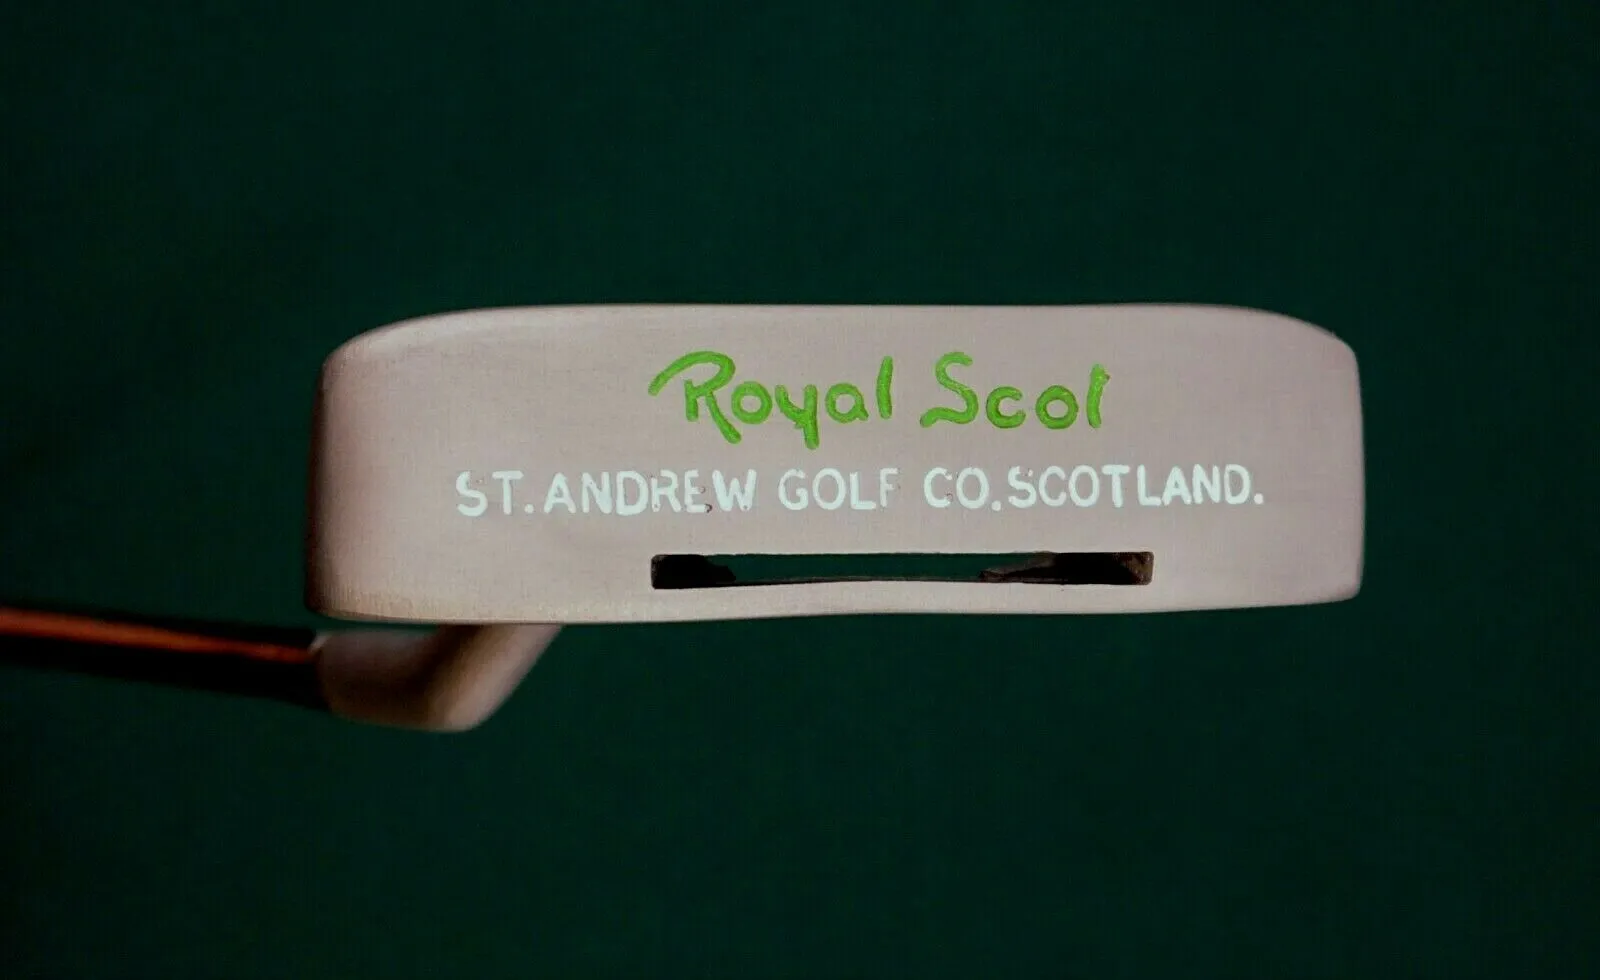 Royal Scot
ST. ANDREW GOLF CO. SCOTLAND.